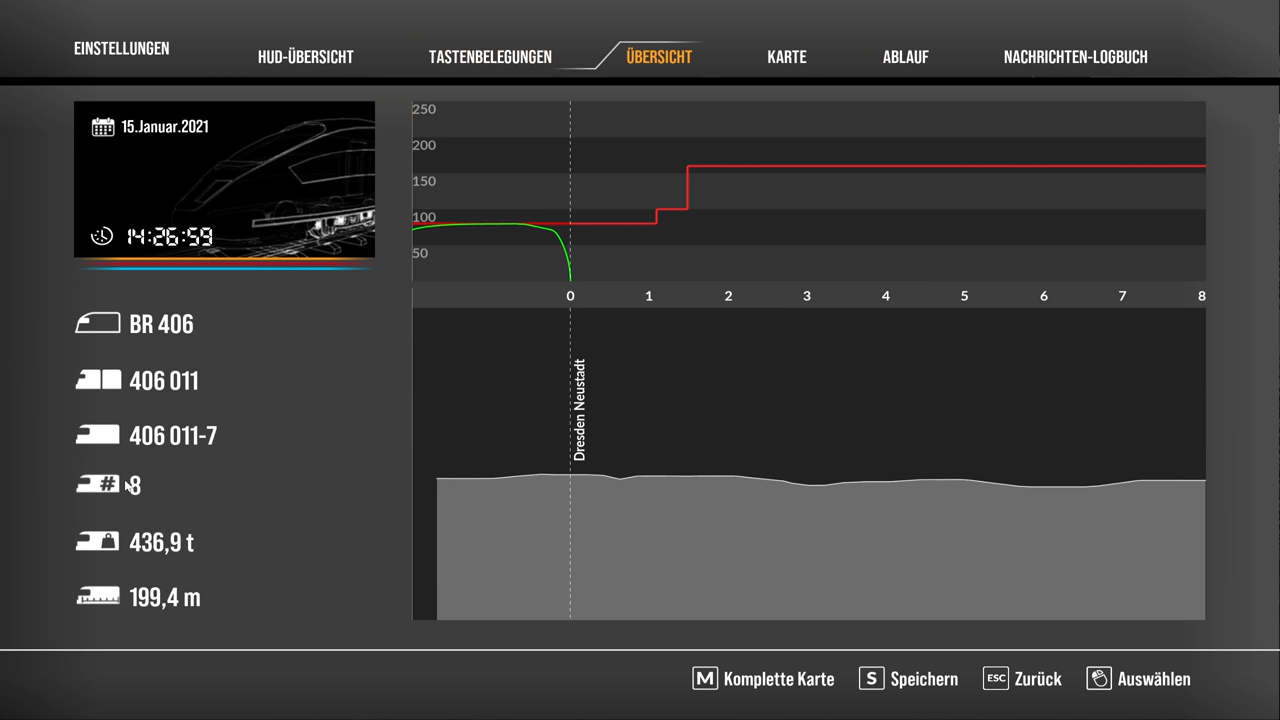 EINSTELLUNGEN
HUD-ÜBERSICHT
TASTENBELEGUNGEN
ÜBERSICHT
KARTE
ABLAUF
NACHRICHTEN-LOGBUCH
15.Januar.2021
14:26:59
BR 406
406 011
406 011-7
# 8
436,9 t
199,4 m
250
200
150
100
50
0 1 2 3 4 5 6 7 8
Dresden Neustadt
M Komplette Karte
S Speichern
ESC Zurück
Auswählen